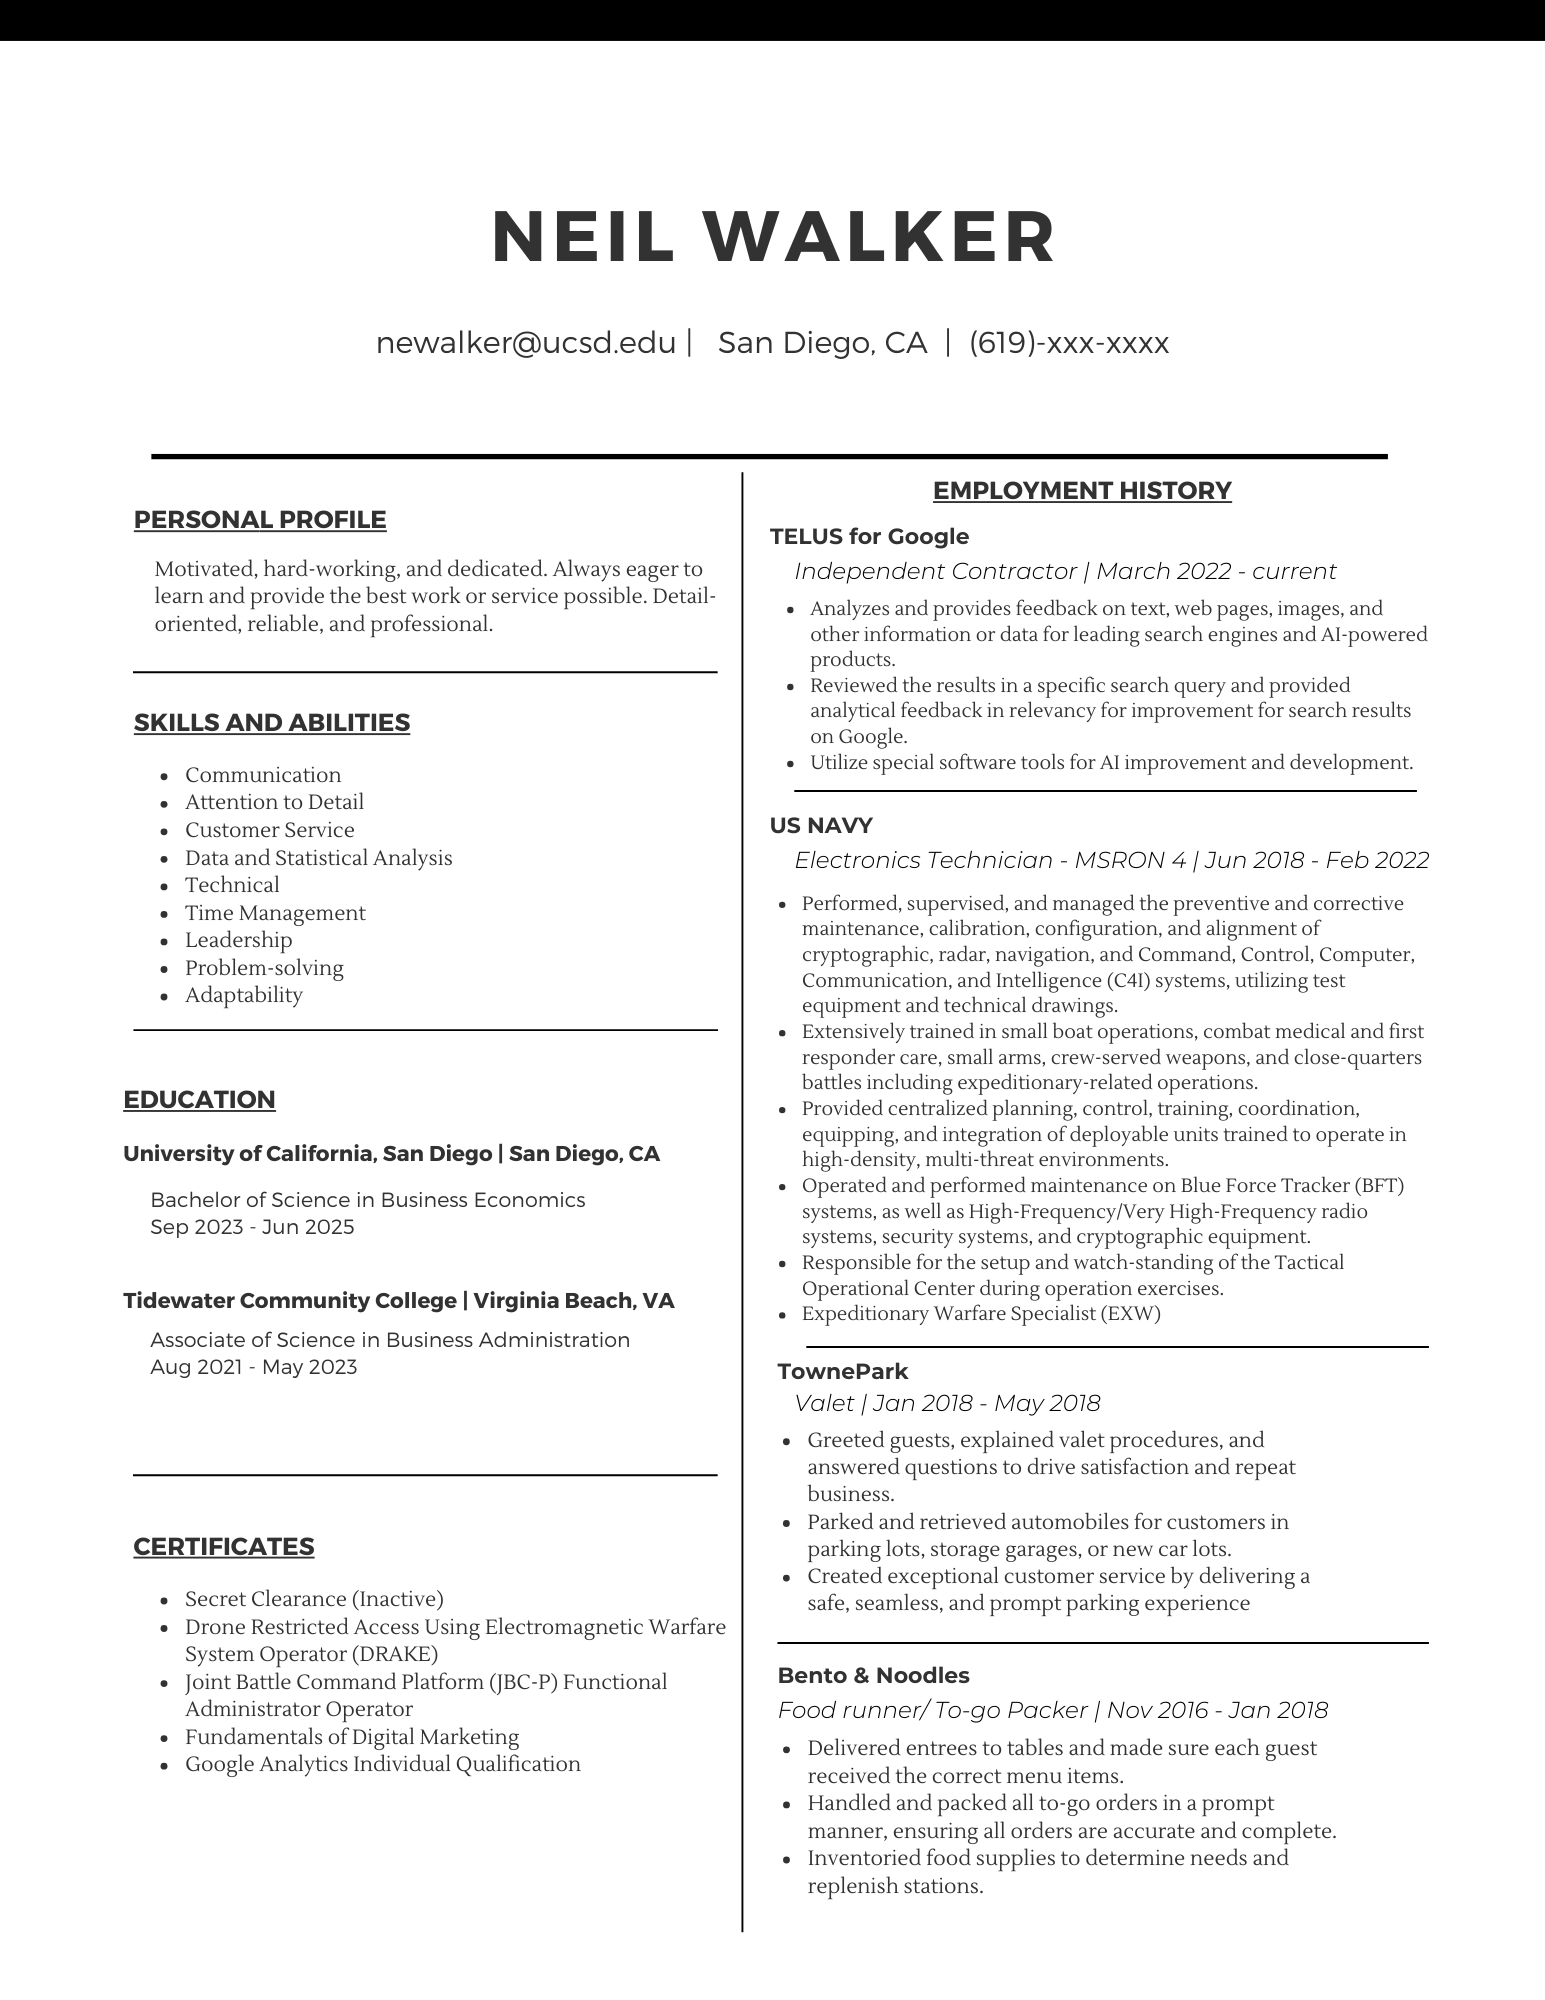 NEIL WALKER
newalker@ucsd.edu | San Diego, CA | (619)-xxx-xxxx
PERSONAL PROFILE
Motivated, hard-working, and dedicated. Always eager to
learn and provide the best work or service possible. Detail-
oriented, reliable, and professional.
SKILLS AND ABILITIES
• Communication
• Attention to Detail
• Customer Service
• Data and Statistical Analysis
• Technical
• Time Management
• Leadership
• Problem-solving
• Adaptability
EDUCATION
University of California, San Diego | San Diego, CA
Bachelor of Science in Business Economics
Sep 2023 - Jun 2025
Tidewater Community College | Virginia Beach, VA
Associate of Science in Business Administration
Aug 2021 - May 2023
CERTIFICATES
• Secret Clearance (Inactive)
• Drone Restricted Access Using Electromagnetic Warfare
System Operator (DRAKE)
• Joint Battle Command Platform (JBC-P) Functional
Administrator Operator
• Fundamentals of Digital Marketing
• Google Analytics Individual Qualification
EMPLOYMENT HISTORY
TELUS for Google
Independent Contractor | March 2022 - current
• Analyzes and provides feedback on text, web pages, images, and
other information or data for leading search engines and AI-powered
products.
• Reviewed the results in a specific search query and provided
analytical feedback in relevancy for improvement for search results
on Google.
• Utilize special software tools for AI improvement and development.
US NAVY
Electronics Technician - MSRON 4 | Jun 2018 - Feb 2022
• Performed, supervised, and managed the preventive and corrective
maintenance, calibration, configuration, and alignment of
cryptographic, radar, navigation, and Command, Control, Computer,
Communication, and Intelligence (C4I) systems, utilizing test
equipment and technical drawings.
• Extensively trained in small boat operations, combat medical and first
responder care, small arms, crew-served weapons, and close-quarters
battles including expeditionary-related operations.
• Provided centralized planning, control, training, coordination,
equipping, and integration of deployable units trained to operate in
high-density, multi-threat environments.
• Operated and performed maintenance on Blue Force Tracker (BFT)
systems, as well as High-Frequency/Very High-Frequency radio
systems, security systems, and cryptographic equipment.
• Responsible for the setup and watch-standing of the Tactical
Operational Center during operation exercises.
• Expeditionary Warfare Specialist (EXW)
TownePark
Valet | Jan 2018 - May 2018
• Greeted guests, explained valet procedures, and
answered questions to drive satisfaction and repeat
business.
• Parked and retrieved automobiles for customers in
parking lots, storage garages, or new car lots.
• Created exceptional customer service by delivering a
safe, seamless, and prompt parking experience
Bento & Noodles
Food runner/ To-go Packer | Nov 2016 - Jan 2018
• Delivered entrees to tables and made sure each guest
received the correct menu items.
• Handled and packed all to-go orders in a prompt
manner, ensuring all orders are accurate and complete.
• Inventoried food supplies to determine needs and
replenish stations.